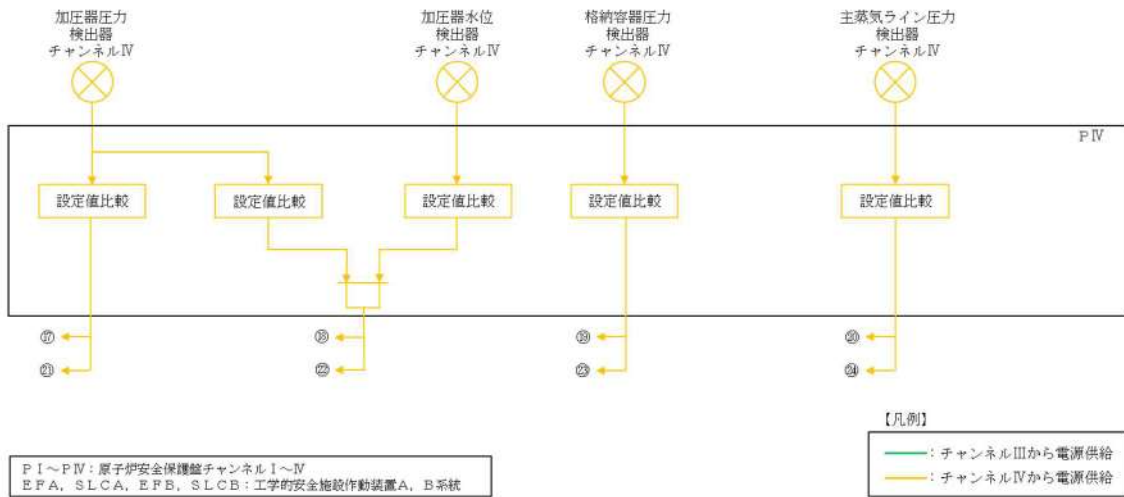 加圧器圧力
検出器
チャンネルⅣ
加圧器水位
検出器
チャンネルⅣ
格納容器圧力
検出器
チャンネルⅣ
主蒸気ライン圧力
検出器
チャンネルⅣ
PⅣ
設定値比較
設定値比較
設定値比較
設定値比較
設定値比較
⑰
⑱
⑲
⑳
㉑
㉒
㉓
㉔
【凡例】
:チャンネルⅢから電源供給
:チャンネルⅣから電源供給
PⅠ～PⅣ:原子炉安全保護盤チャンネルⅠ～Ⅳ
EFA, SLCA, EFB, SLCB:工学的安全施設作動装置A, B系統